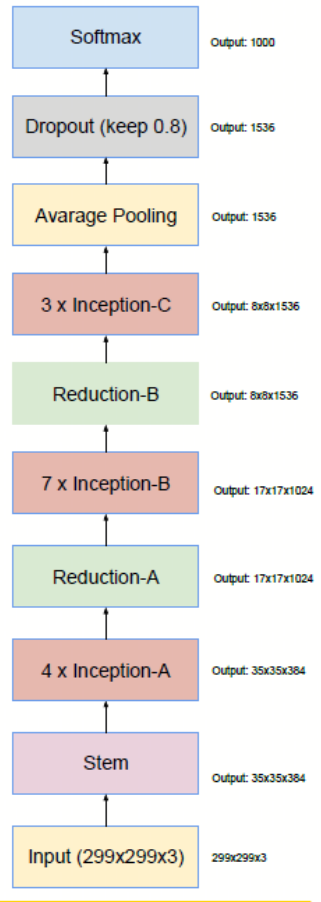 Softmax
Output: 1000
Dropout (keep 0.8)
Output: 1536
Avarage Pooling
Output: 1536
3 x Inception-C
Output: 8x8x1536
Reduction-B
Output: 8x8x1536
7 x Inception-B
Output: 17x17x1024
Reduction-A
Output: 17x17x1024
4 x Inception-A
Output: 35x35x384
Stem
Output: 35x35x384
Input (299x299x3)
299x299x3